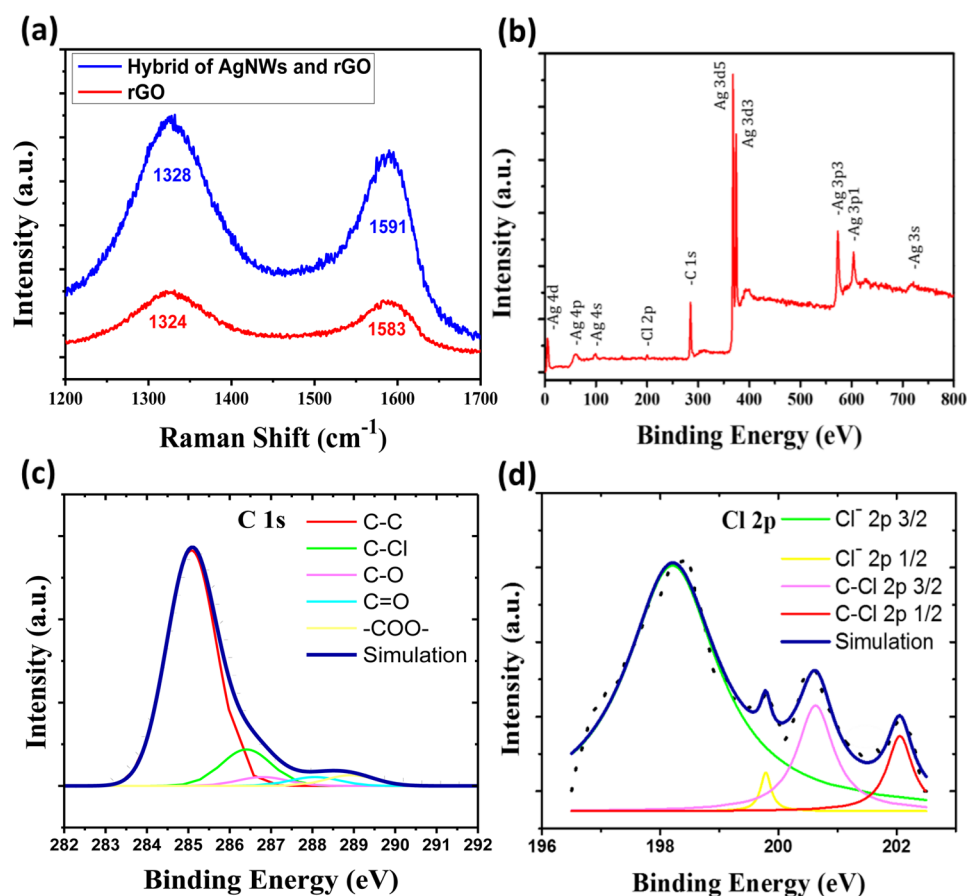 (a)
Hybrid of AgNWs and rGO
rGO
1328
1591
1324
1583
Intensity (a.u.)
1200 1300 1400 1500 1600 1700
Raman Shift (cm⁻¹)
(b)
Ag 3d5
Ag 3d3
-Ag 3p3
-Ag 3p1
-Ag 3s
-C 1s
-Ag 4d
-Ag 4p
-Ag 4s
-Cl 2p
Intensity (a.u.)
0 100 200 300 400 500 600 700 800
Binding Energy (eV)
(c)
C 1s
C-C
C-Cl
C-O
C=O
-COO-
Simulation
Intensity (a.u.)
282 283 284 285 286 287 288 289 290 291 292
Binding Energy (eV)
(d)
Cl 2p
Cl⁻ 2p 3/2
Cl⁻ 2p 1/2
C-Cl 2p 3/2
C-Cl 2p 1/2
Simulation
Intensity (a.u.)
196 198 200 202
Binding Energy (eV)